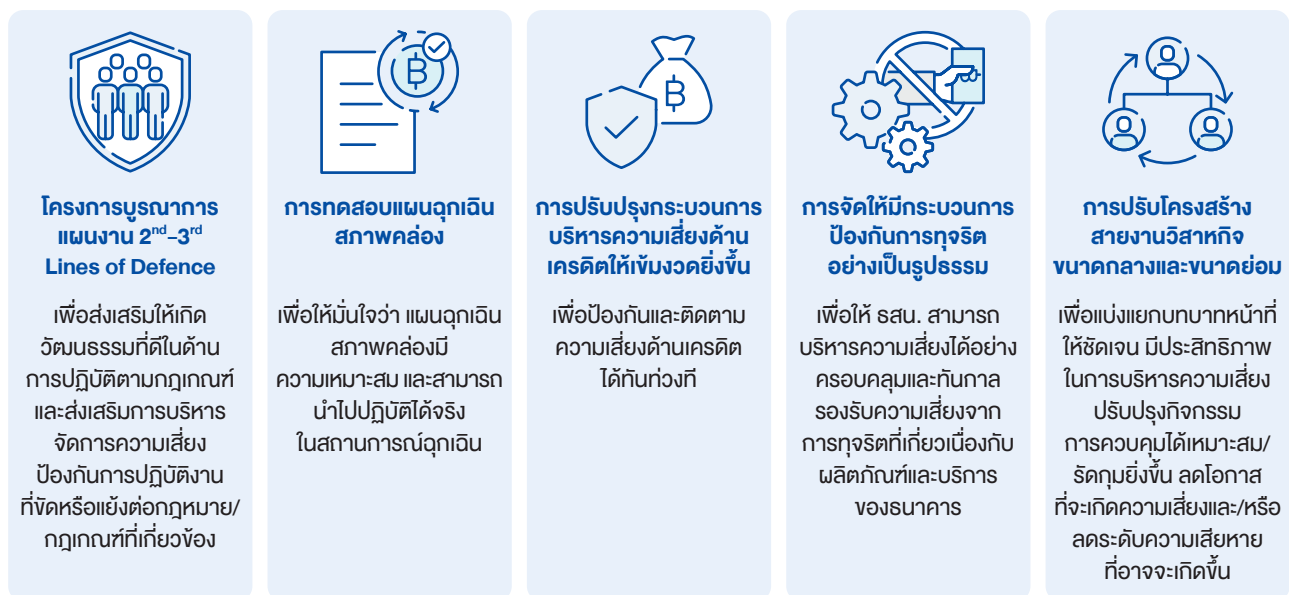 โครงการบูรณาการ
แผนงาน 2nd-3rd
Lines of Defence
เพื่อส่งเสริมให้เกิด
วัฒนธรรมที่ดีในด้าน
การปฏิบัติตามกฎเกณฑ์
และส่งเสริมการบริหาร
จัดการความเสี่ยง
ป้องกันการปฏิบัติงาน
ที่ขัดหรือแย้งต่อกฎหมาย/
กฎเกณฑ์ที่เกี่ยวข้อง
การทดสอบแผนฉุกเฉิน
สภาพคล่อง
เพื่อให้มั่นใจว่า แผนฉุกเฉิน
สภาพคล่องมี
ความเหมาะสม และสามารถ
นำไปปฏิบัติได้จริง
ในสถานการณ์ฉุกเฉิน
การปรับปรุงกระบวนการ
บริหารความเสี่ยงด้าน
เครดิตให้เข้มงวดยิ่งขึ้น
เพื่อป้องกันและติดตาม
ความเสี่ยงด้านเครดิต
ได้ทันท่วงที
การจัดให้มีกระบวนการ
ป้องกันการทุจริต
อย่างเป็นรูปธรรม
เพื่อให้ ธสน. สามารถ
บริหารความเสี่ยงได้อย่าง
ครอบคลุมและทันกาล
รองรับความเสี่ยงจาก
การทุจริตที่เกี่ยวเนื่องกับ
ผลิตภัณฑ์และบริการ
ของธนาคาร
การปรับโครงสร้าง
สายงานวิสาหกิจ
ขนาดกลางและขนาดย่อม
เพื่อแบ่งแยกบทบาทหน้าที่
ให้ชัดเจน มีประสิทธิภาพ
ในการบริหารความเสี่ยง
ปรับปรุงกิจกรรม
การควบคุมได้เหมาะสม/
รัดกุมยิ่งขึ้น ลดโอกาส
ที่จะเกิดความเสี่ยงและ/หรือ
ลดระดับความเสียหาย
ที่อาจจะเกิดขึ้น